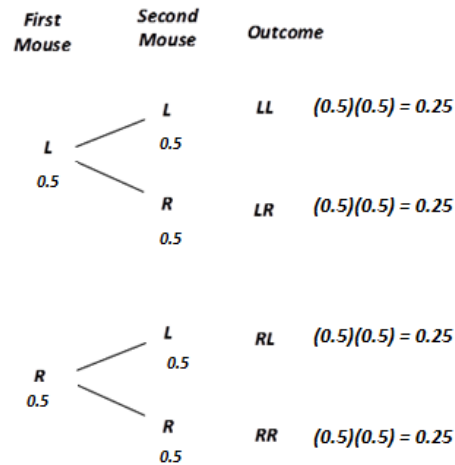 First Mouse
Second Mouse
Outcome
L
LL
(0.5)(0.5) = 0.25
L
0.5
0.5
R
LR
(0.5)(0.5) = 0.25
0.5
L
RL
(0.5)(0.5) = 0.25
0.5
R
0.5
R
RR
(0.5)(0.5) = 0.25
0.5